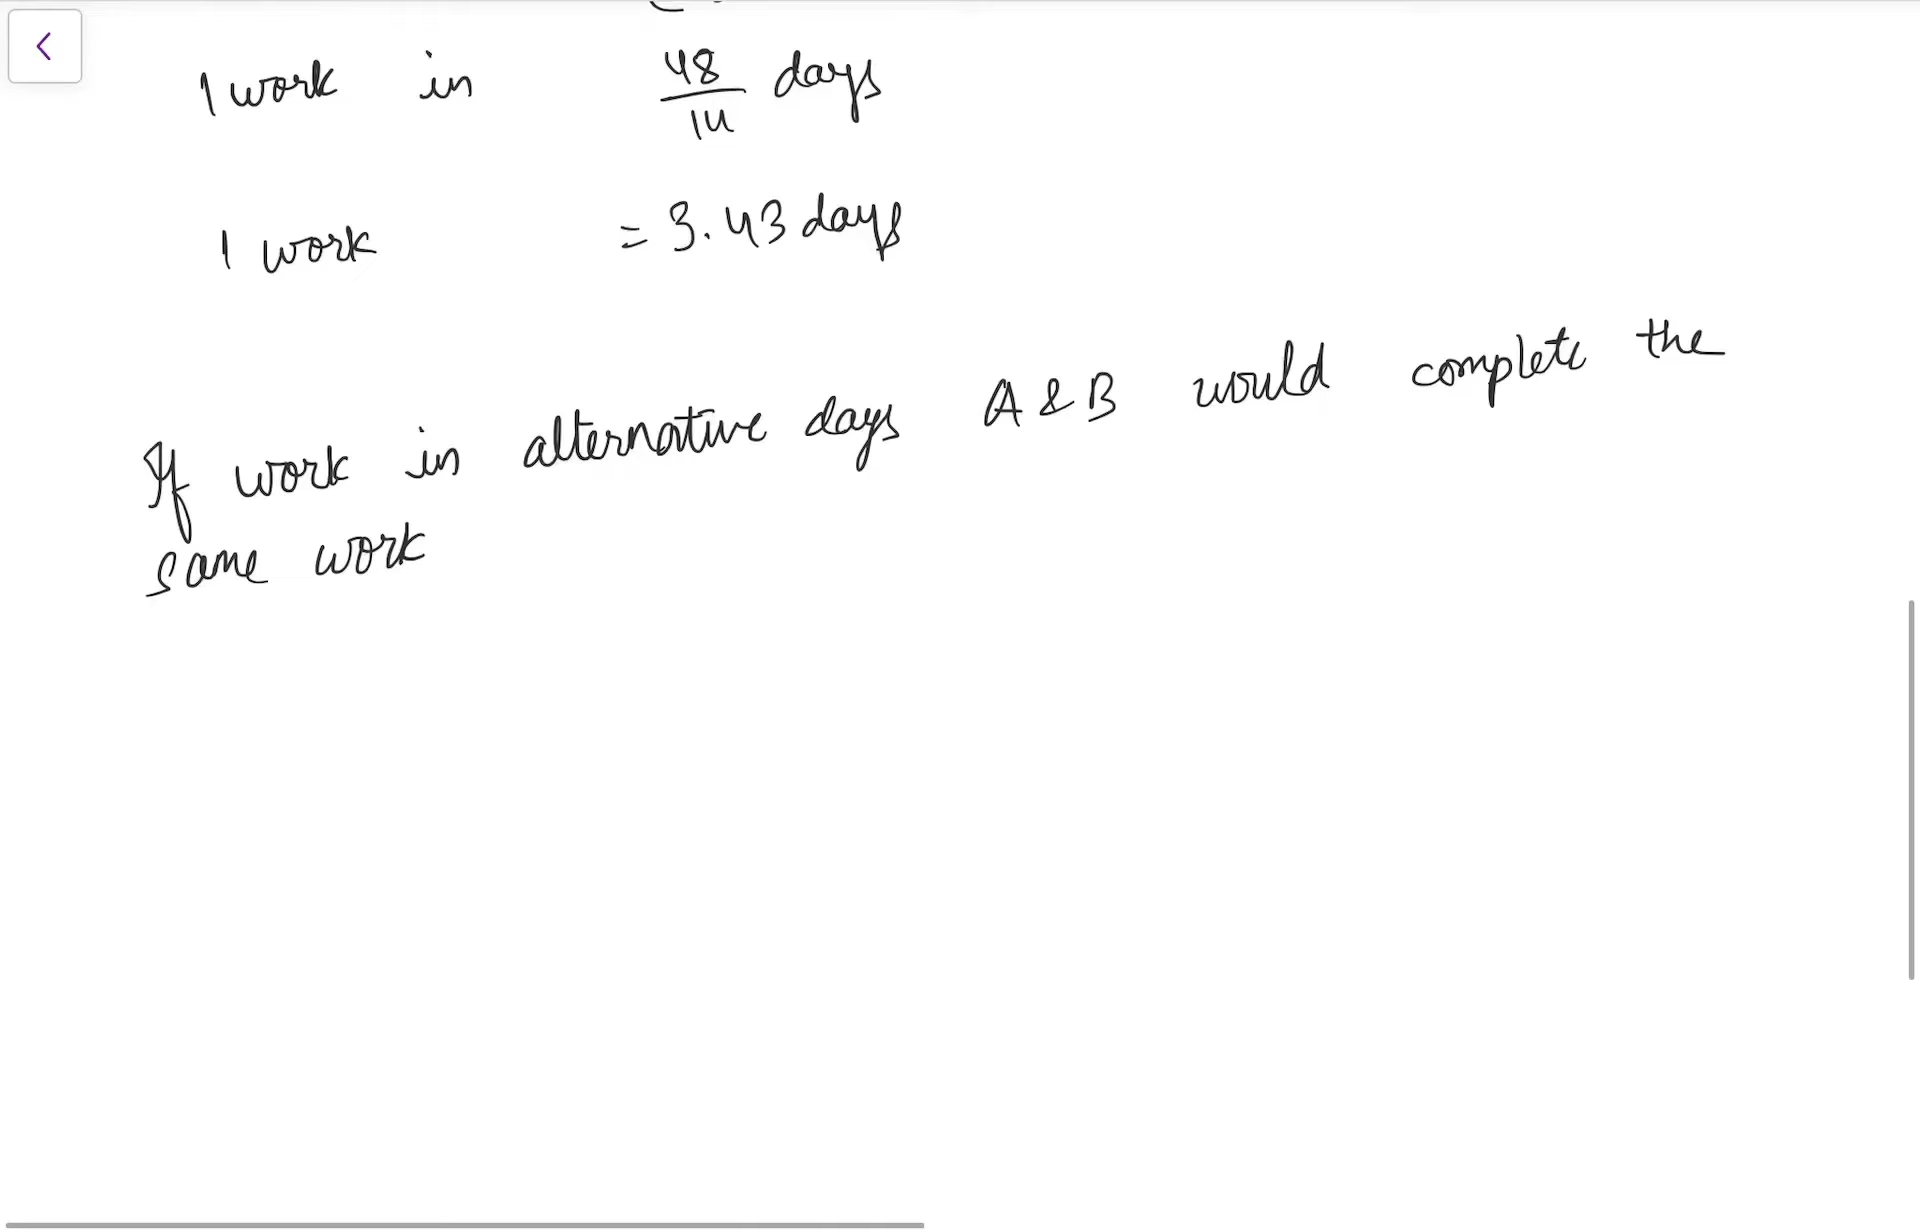 1 work in 48/14 days
1 work = 3.43 days
If work in alternative days A & B would complete the
same work